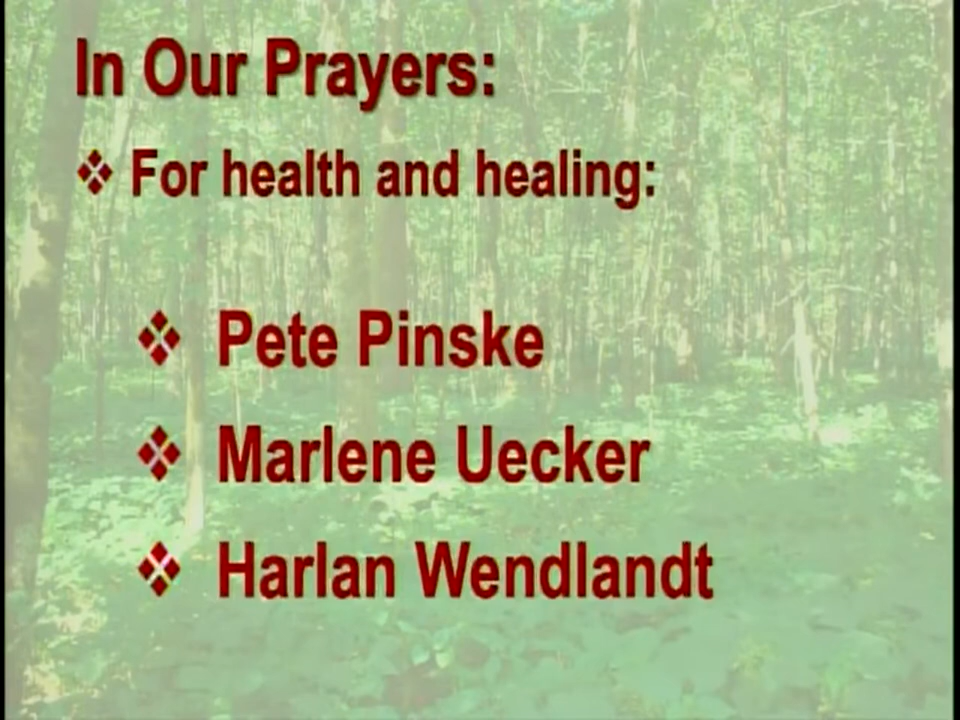 In Our Prayers:
❖ For health and healing:
❖ Pete Pinske
❖ Marlene Uecker
❖ Harlan Wendlandt